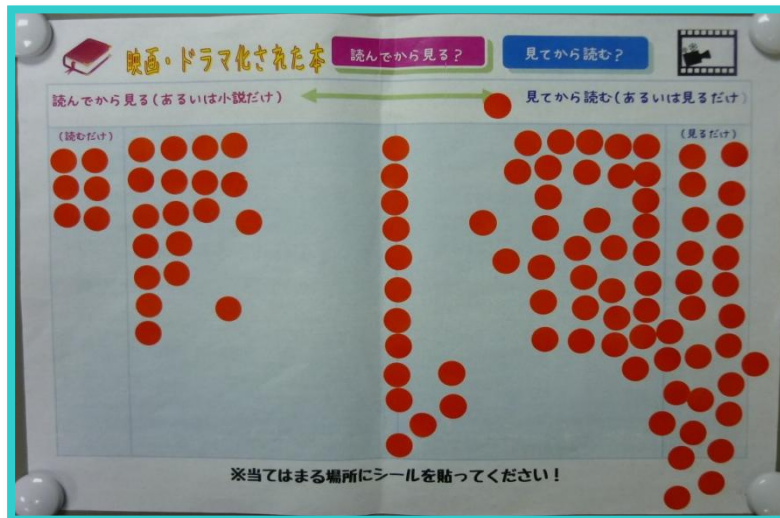 映画・ドラマ化された本
読んでから見る?
見てから読む?
読んでから見る(あるいは小説だけ)
見てから読む(あるいは見るだけ)
(読むだけ)
(見るだけ)
※当てはまる場所にシールを貼ってください!